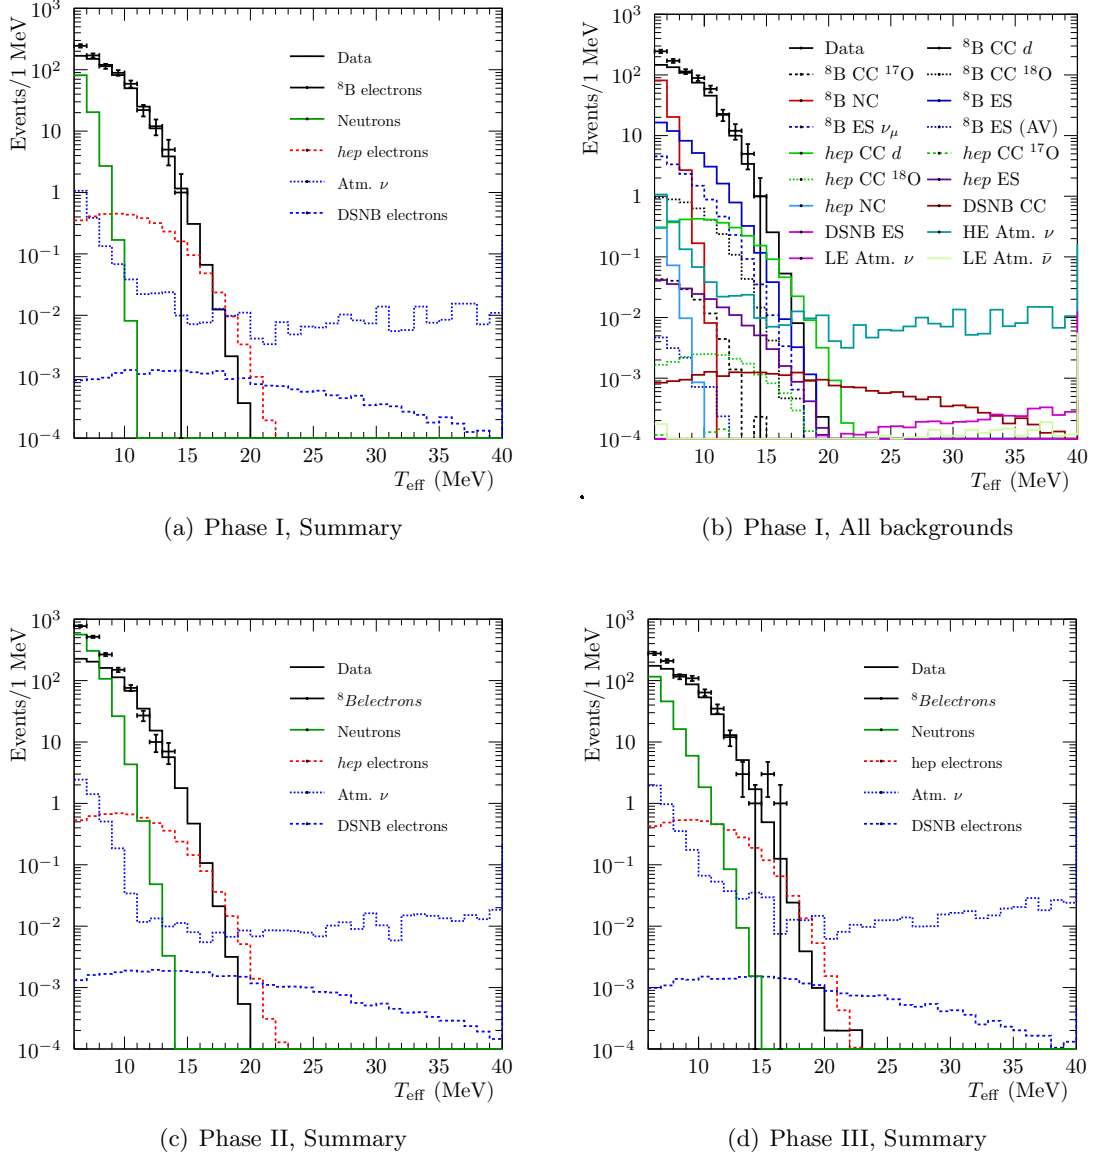 10³
10²
10
1
10⁻¹
10⁻²
10⁻³
10⁻⁴
Events/1 MeV
Data
⁸B electrons
Neutrons
hep electrons
Atm. ν
DSNB electrons
10 15 20 25 30 35 40
T_eff (MeV)
(a) Phase I, Summary
10³
10²
10
1
10⁻¹
10⁻²
10⁻³
10⁻⁴
Events/1 MeV
Data ⁸B CC d
⁸B CC ¹⁷O ⁸B CC ¹⁸O
⁸B NC ⁸B ES
⁸B ES ν_μ ⁸B ES (AV)
hep CC d hep CC ¹⁷O
hep CC ¹⁸O hep ES
hep NC DSNB CC
DSNB ES HE Atm. ν
LE Atm. ν LE Atm. ν̄
10 15 20 25 30 35 40
T_eff (MeV)
(b) Phase I, All backgrounds
10³
10²
10
1
10⁻¹
10⁻²
10⁻³
10⁻⁴
Events/1 MeV
Data
⁸Belectrons
Neutrons
hep electrons
Atm. ν
DSNB electrons
10 15 20 25 30 35 40
T_eff (MeV)
(c) Phase II, Summary
10³
10²
10
1
10⁻¹
10⁻²
10⁻³
10⁻⁴
Events/1 MeV
Data
⁸Belectrons
Neutrons
hep electrons
Atm. ν
DSNB electrons
10 15 20 25 30 35 40
T_eff (MeV)
(d) Phase III, Summary